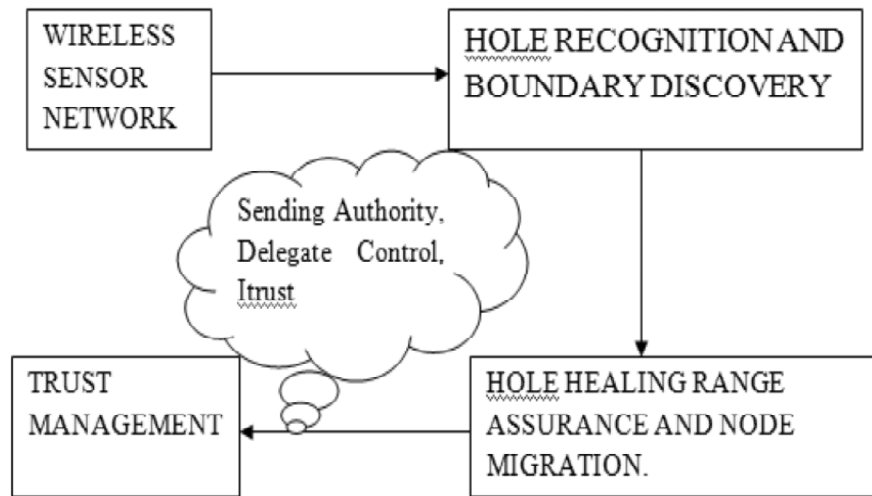 WIRELESS
SENSOR
NETWORK
HOLE RECOGNITION AND
BOUNDARY DISCOVERY
Sending Authority,
Delegate Control,
Itrust
TRUST
MANAGEMENT
HOLE HEALING RANGE
ASSURANCE AND NODE
MIGRATION.